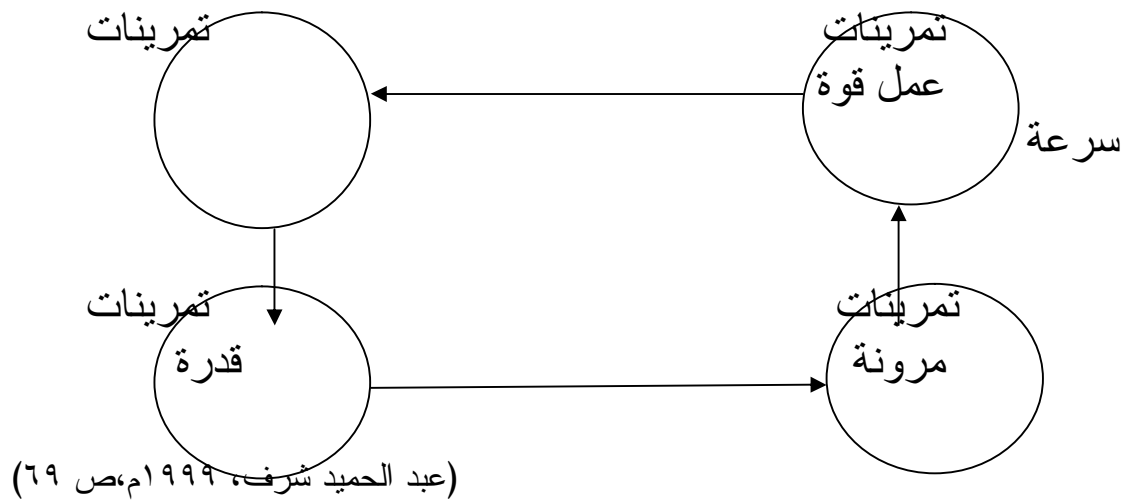 تمرينات
عمل قوة
سرعة
تمرينات
تمرينات
قدرة
تمرينات
مرونة
(عبد الحميد شرف، ١٩٩٩م،ص ٦٩)